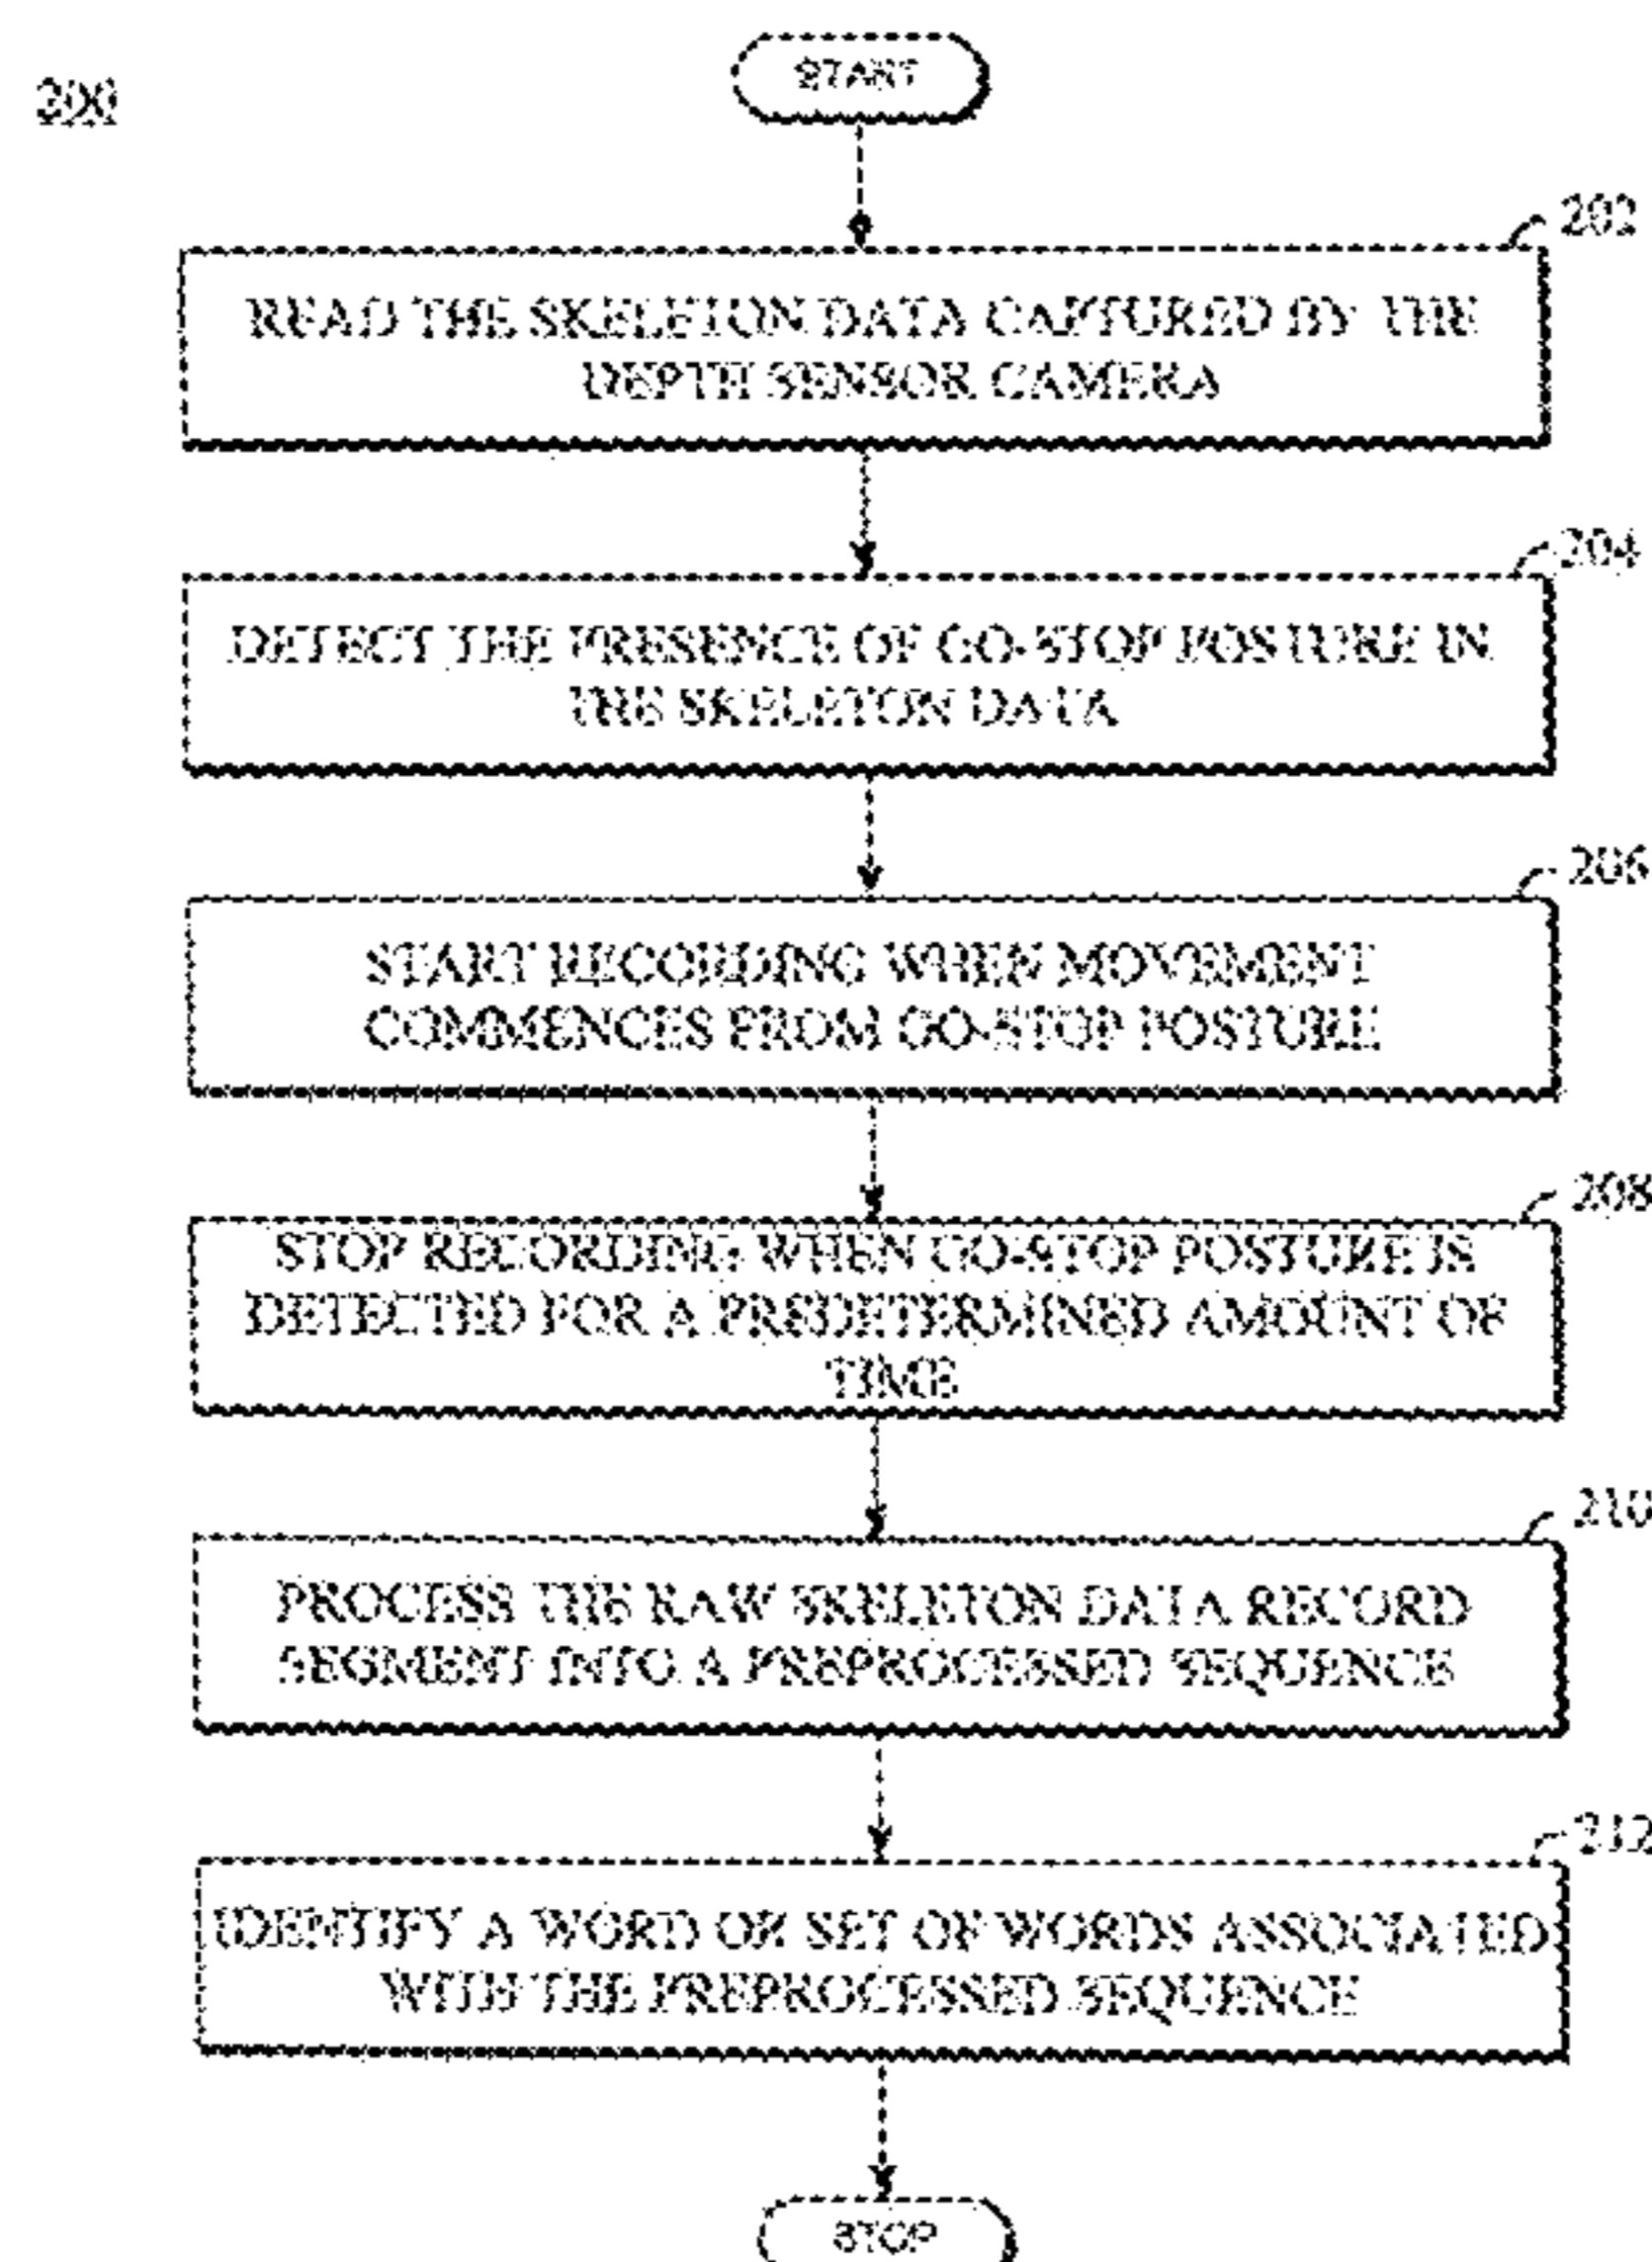 200
START
202
READ THE SKELETON DATA CAPTURED BY THE
DEPTH SENSOR CAMERA
204
DETECT THE PRESENCE OF GO-STOP POSTURE IN
THE SKELETON DATA
206
START RECORDING WHEN MOVEMENT
COMMENCES FROM GO-STOP POSTURE
208
STOP RECORDING WHEN GO-STOP POSTURE IS
DETECTED FOR A PREDETERMINED AMOUNT OF
TIME
210
PROCESS THE RAW SKELETON DATA RECORD
SEGMENT INTO A PREPROCESSED SEQUENCE
212
IDENTIFY A WORD OR SET OF WORDS ASSOCIATED
WITH THE PREPROCESSED SEQUENCE
STOP